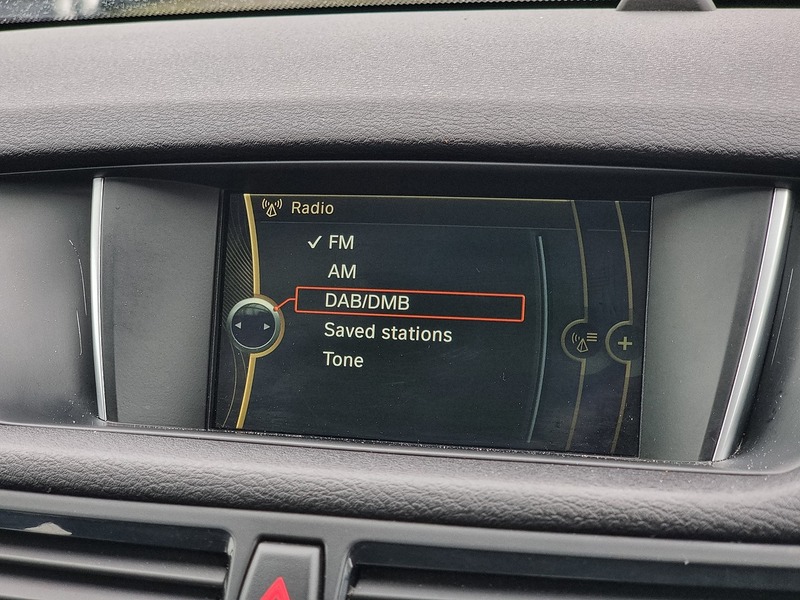 Radio
✓ FM
AM
DAB/DMB
Saved stations
Tone